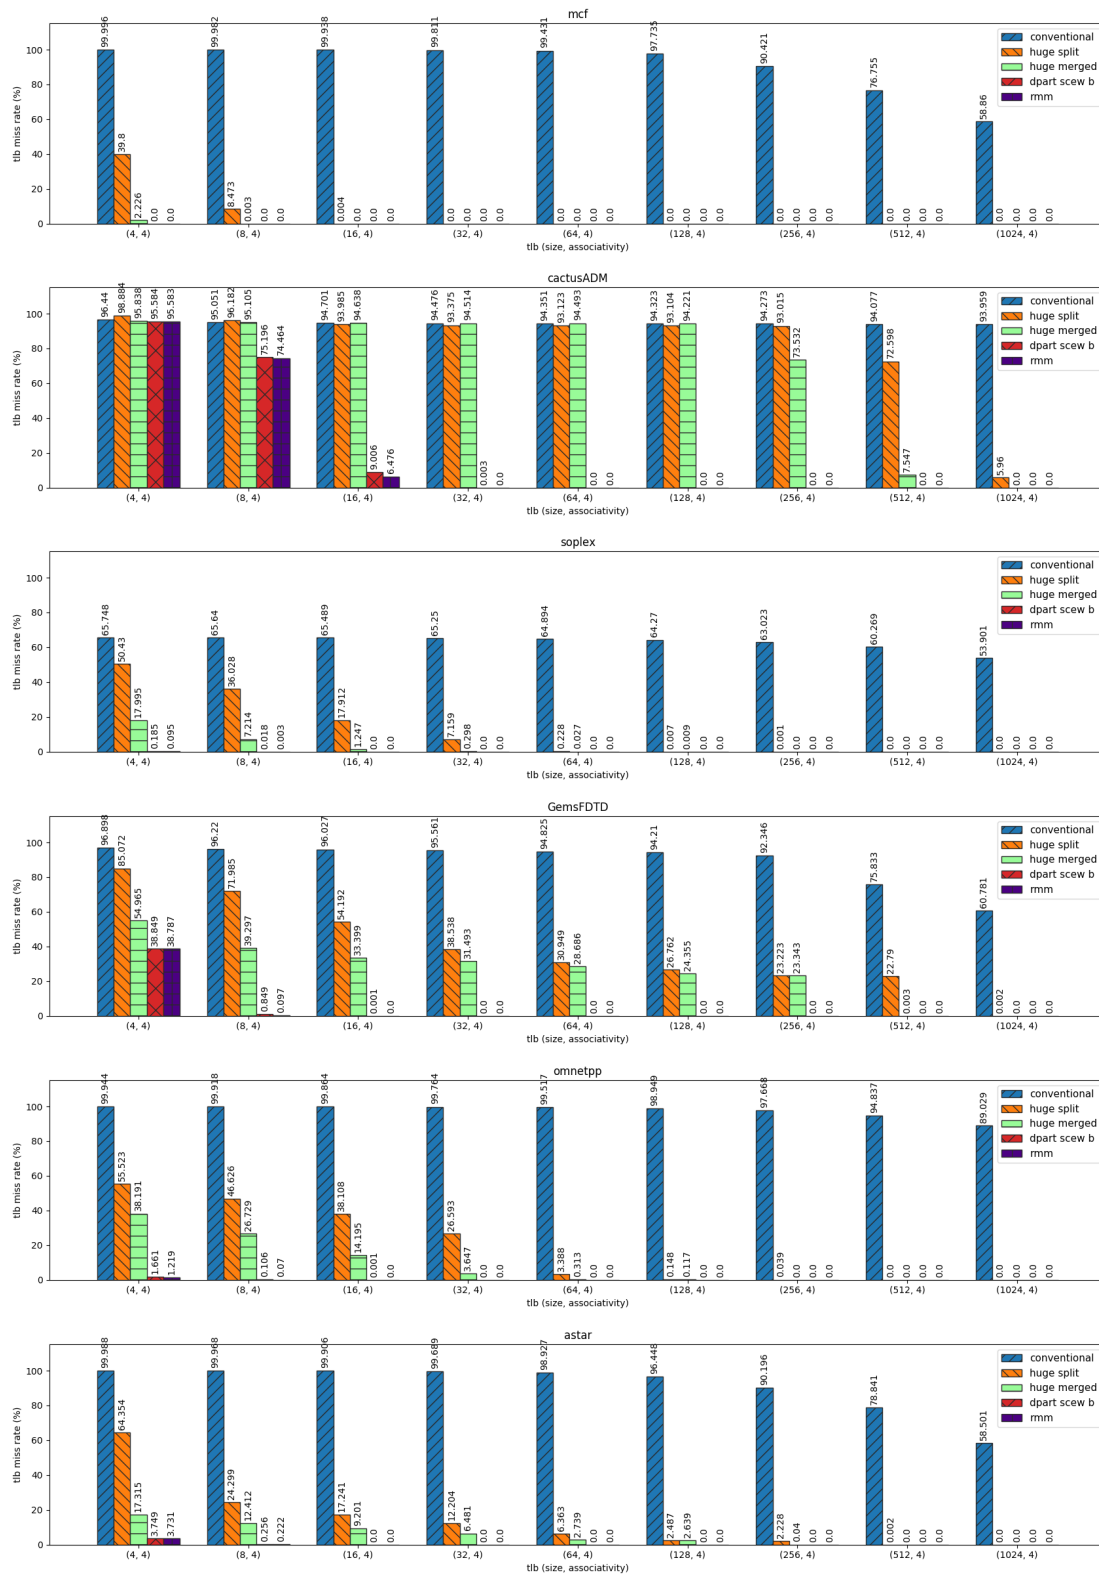 mcf
conventional
huge split
huge merged
dpart scew b
rmm
tlb miss rate (%)
100
80
60
40
20
0
99.996 39.8 2.226 0.0 0.0
99.982 8.473 0.003 0.0 0.0
99.938 0.004 0.0 0.0 0.0
99.811 0.0 0.0 0.0 0.0
99.431 0.0 0.0 0.0 0.0
97.735 0.0 0.0 0.0 0.0
90.421 0.0 0.0 0.0 0.0
76.755 0.0 0.0 0.0 0.0
58.86 0.0 0.0 0.0 0.0
(4, 4) (8, 4) (16, 4) (32, 4) (64, 4) (128, 4) (256, 4) (512, 4) (1024, 4)
tlb (size, associativity)
cactusADM
conventional
huge split
huge merged
dpart scew b
rmm
tlb miss rate (%)
100
80
60
40
20
0
96.44 98.884 95.838 95.584 95.583
95.051 96.182 95.105 75.196 74.464
94.701 93.985 94.638 9.006 6.476
94.476 93.375 94.514 0.003 0.0
94.351 93.123 94.493 0.0 0.0
94.323 93.104 94.221 0.0 0.0
94.273 93.015 73.532 0.0 0.0
94.077 72.598 7.547 0.0 0.0
93.959 5.96 0.0 0.0 0.0
(4, 4) (8, 4) (16, 4) (32, 4) (64, 4) (128, 4) (256, 4) (512, 4) (1024, 4)
tlb (size, associativity)
soplex
conventional
huge split
huge merged
dpart scew b
rmm
tlb miss rate (%)
100
80
60
40
20
0
65.748 50.43 17.995 0.185 0.095
65.64 36.028 7.214 0.018 0.003
65.489 17.912 1.247 0.0 0.0
65.25 7.159 0.298 0.0 0.0
64.894 0.228 0.027 0.0 0.0
64.27 0.007 0.009 0.0 0.0
63.023 0.001 0.0 0.0 0.0
60.269 0.0 0.0 0.0 0.0
53.901 0.0 0.0 0.0 0.0
(4, 4) (8, 4) (16, 4) (32, 4) (64, 4) (128, 4) (256, 4) (512, 4) (1024, 4)
tlb (size, associativity)
GemsFDTD
conventional
huge split
huge merged
dpart scew b
rmm
tlb miss rate (%)
100
80
60
40
20
0
96.898 85.072 54.965 38.849 38.787
96.22 71.985 39.297 0.849 0.097
96.027 54.192 33.399 0.001 0.0
95.561 38.538 31.493 0.0 0.0
94.825 30.949 28.686 0.0 0.0
94.21 26.762 24.355 0.0 0.0
92.346 23.223 23.343 0.0 0.0
75.833 22.79 0.003 0.0 0.0
60.781 0.002 0.0 0.0 0.0
(4, 4) (8, 4) (16, 4) (32, 4) (64, 4) (128, 4) (256, 4) (512, 4) (1024, 4)
tlb (size, associativity)
omnetpp
conventional
huge split
huge merged
dpart scew b
rmm
tlb miss rate (%)
100
80
60
40
20
0
99.944 55.523 38.191 1.661 1.219
99.918 46.626 26.729 0.106 0.07
99.864 38.108 14.195 0.001 0.0
99.764 26.593 3.647 0.0 0.0
99.517 3.388 0.313 0.0 0.0
98.949 0.148 0.117 0.0 0.0
97.668 0.039 0.0 0.0 0.0
94.837 0.0 0.0 0.0 0.0
89.029 0.0 0.0 0.0 0.0
(4, 4) (8, 4) (16, 4) (32, 4) (64, 4) (128, 4) (256, 4) (512, 4) (1024, 4)
tlb (size, associativity)
astar
conventional
huge split
huge merged
dpart scew b
rmm
tlb miss rate (%)
100
80
60
40
20
0
99.988 64.354 17.315 3.749 3.731
99.968 24.299 12.412 0.256 0.222
99.906 17.241 9.201 0.0 0.0
99.689 12.204 6.481 0.0 0.0
98.927 6.363 2.739 0.0 0.0
96.448 2.487 2.639 0.0 0.0
90.196 2.228 0.04 0.0 0.0
78.841 0.002 0.0 0.0 0.0
58.501 0.0 0.0 0.0 0.0
(4, 4) (8, 4) (16, 4) (32, 4) (64, 4) (128, 4) (256, 4) (512, 4) (1024, 4)
tlb (size, associativity)